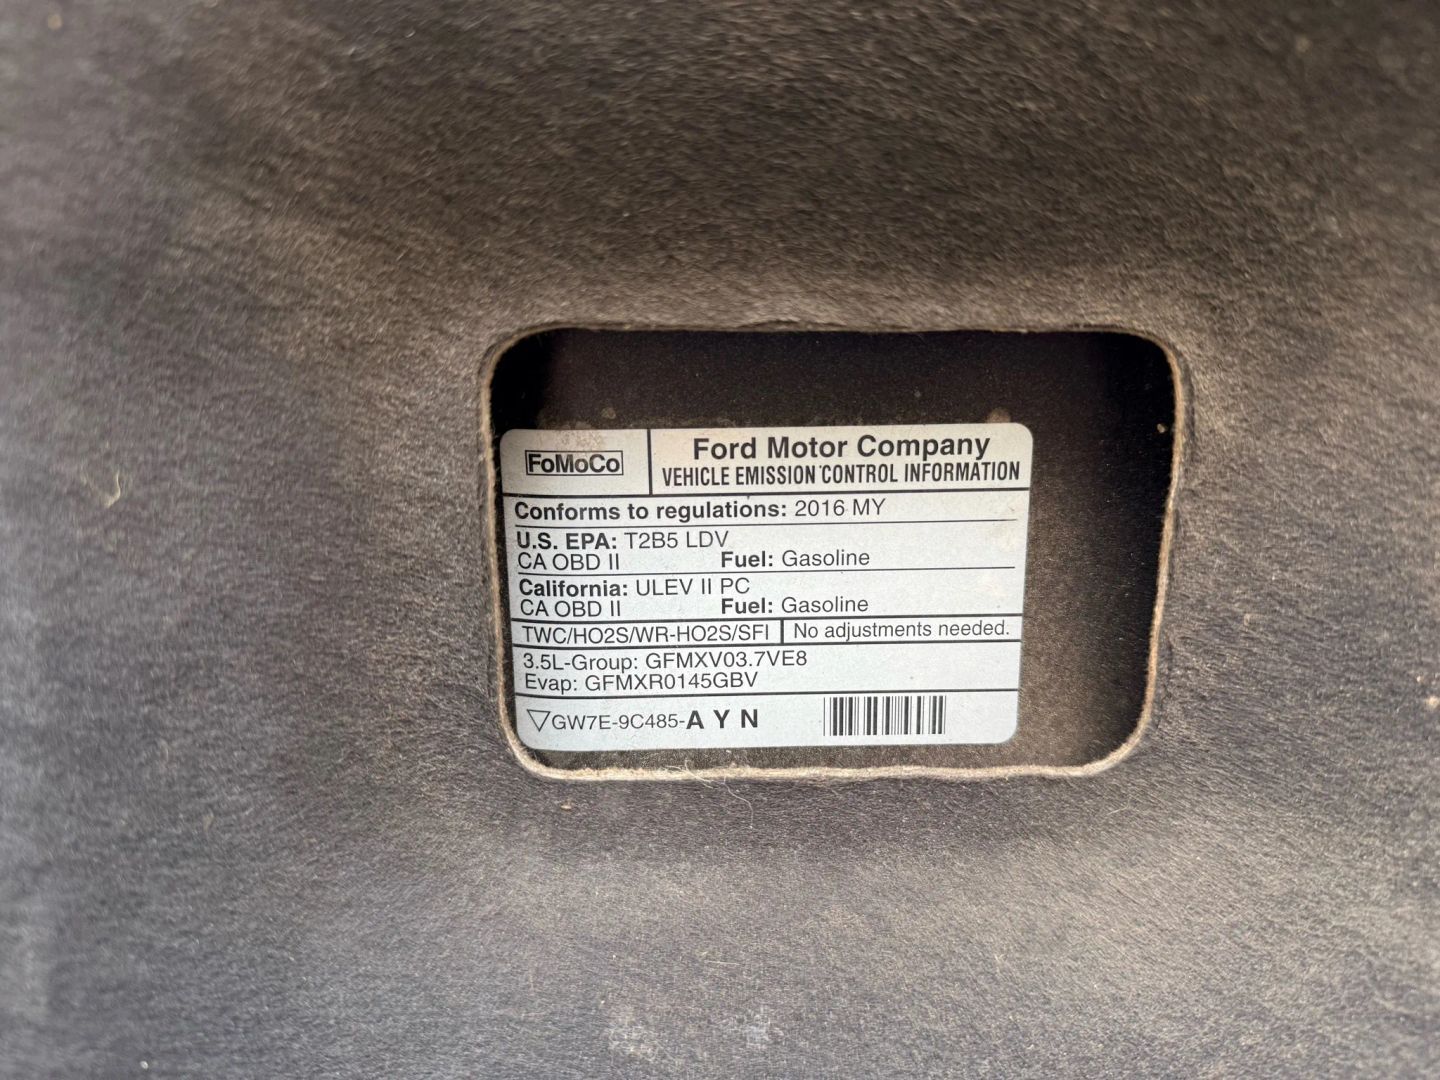 FoMoCo
Ford Motor Company
VEHICLE EMISSION CONTROL INFORMATION
Conforms to regulations: 2016 MY
U.S. EPA: T2B5 LDV
CA OBD II Fuel: Gasoline
California: ULEV II PC
CA OBD II Fuel: Gasoline
TWC/HO2S/WR-HO2S/SFI No adjustments needed.
3.5L-Group: GFMXV03.7VE8
Evap: GFMXR0145GBV
GW7E-9C485-A Y N